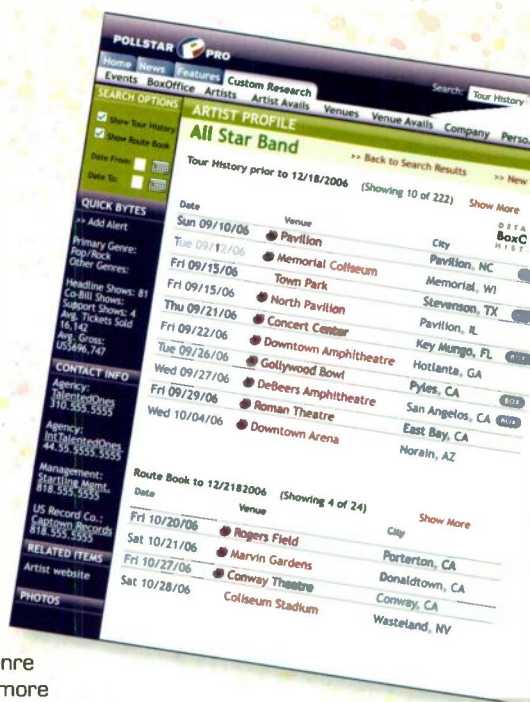 POLLSTAR PRO
Search: Tour History
Home News Features Custom Research
Events BoxOffice Artists Artist Avails Venues Venue Avails Company Perso
SEARCH OPTIONS
Show Tour History
Show Route Book
Date From:
Date To:
QUICK BYTES
>> Add Alert
Primary Genre:
Pop/Rock
Other Genres:
Headline Shows: 81
Co-Bill Shows:
Support Shows: 4
Avg. Tickets Sold
16,142
Avg. Gross:
US$696,747
CONTACT INFO
Agency:
TalentedOnes
310.555.5555
Agency:
IntTalentedOnes
44.55.5555.5555
Management:
Startling Mgmt.
818.555.5555
US Record Co.:
Captown Records
818.555.5555
RELATED ITEMS
Artist website
PHOTOS
ARTIST PROFILE
All Star Band
>> Back to Search Results >> New
Tour History prior to 12/18/2006 (Showing 10 of 222) Show More
Date Venue City
Sun 09/10/06 Pavilion Pavilion, NC
Tue 09/12/06 Memorial Coliseum Memorial, WI
Fri 09/15/06 Town Park Stevenson, TX
Fri 09/15/06 North Pavilion Pavilion, IL
Thu 09/21/06 Concert Center Key Mungo, FL
Fri 09/22/06 Downtown Amphitheatre Hotlanta, GA
Tue 09/26/06 Gollywood Bowl Pyles, CA
Wed 09/27/06 DeBeers Amphitheatre San Angelos, CA
Fri 09/29/06 Roman Theatre East Bay, CA
Wed 10/04/06 Downtown Arena Norain, AZ
Route Book to 12/2182006 (Showing 4 of 24) Show More
Date Venue City
Fri 10/20/06 Rogers Field Porterton, CA
Sat 10/21/06 Marvin Gardens Donaldtown, CA
Fri 10/27/06 Conway Theatre Conway, CA
Sat 10/28/06 Coliseum Stadium Wasteland, NV
nre
more